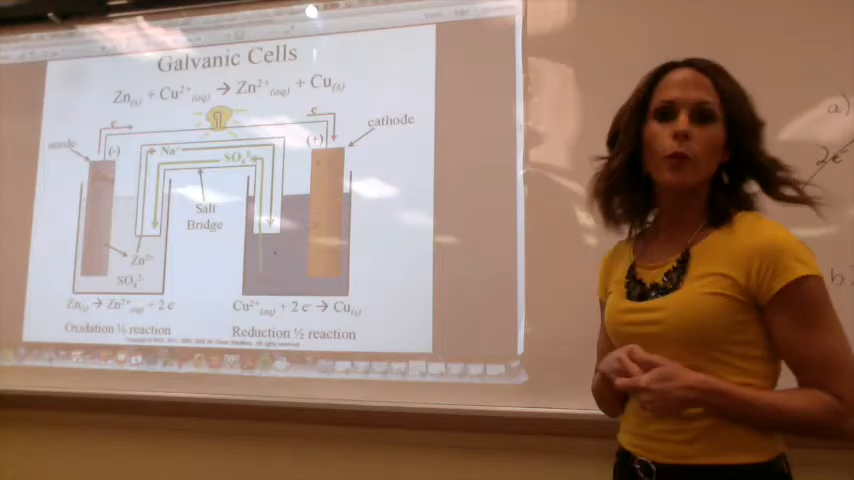 Galvanic Cells
Zn(s) + Cu²⁺(aq) → Zn²⁺(aq) + Cu(s)
e⁻
e⁻
anode
(-)
(+)
cathode
Na⁺
SO₄²⁻
Salt
Bridge
Zn²⁺
SO₄²⁻
Zn(s) → Zn²⁺(aq) + 2 e⁻
Cu²⁺(aq) + 2 e⁻ → Cu(s)
Oxidation ½ reaction
Reduction ½ reaction
a)
2e⁻
b)